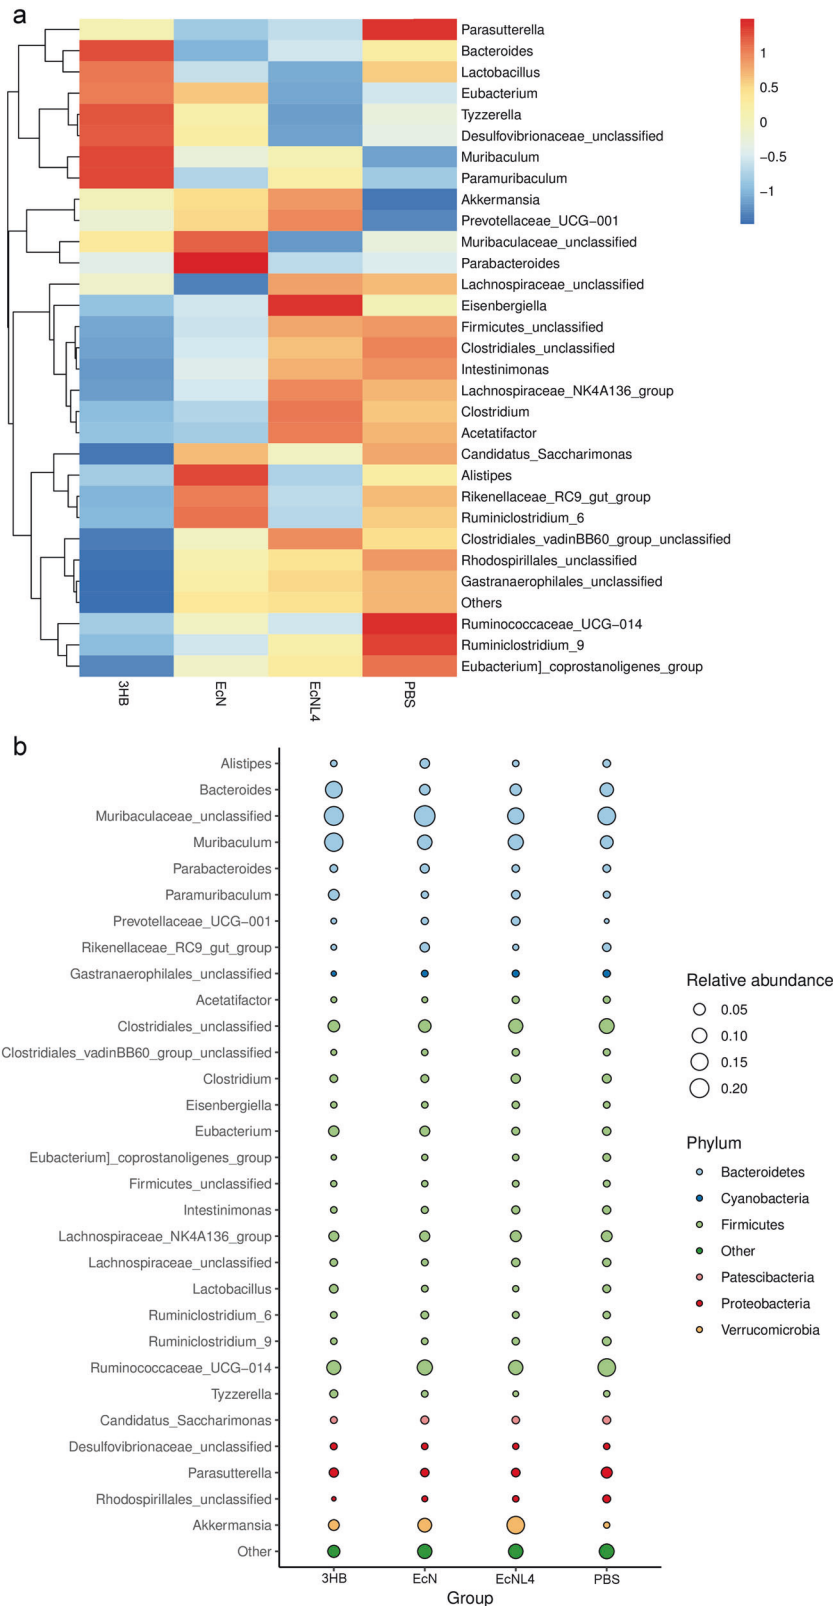 a
Parasutterella
Bacteroides
Lactobacillus
Eubacterium
Tyzzerella
Desulfovibrionaceae_unclassified
Muribaculum
Paramuribaculum
Akkermansia
Prevotellaceae_UCG−001
Muribaculaceae_unclassified
Parabacteroides
Lachnospiraceae_unclassified
Eisenbergiella
Firmicutes_unclassified
Clostridiales_unclassified
Intestinimonas
Lachnospiraceae_NK4A136_group
Clostridium
Acetatifactor
Candidatus_Saccharimonas
Alistipes
Rikenellaceae_RC9_gut_group
Ruminiclostridium_6
Clostridiales_vadinBB60_group_unclassified
Rhodospirillales_unclassified
Gastranaerophilales_unclassified
Others
Ruminococcaceae_UCG−014
Ruminiclostridium_9
Eubacterium]_coprostanoligenes_group
3HB EcN EcNL4 PBS
1
0.5
0
−0.5
−1
b
Alistipes
Bacteroides
Muribaculaceae_unclassified
Muribaculum
Parabacteroides
Paramuribaculum
Prevotellaceae_UCG−001
Rikenellaceae_RC9_gut_group
Gastranaerophilales_unclassified
Acetatifactor
Clostridiales_unclassified
Clostridiales_vadinBB60_group_unclassified
Clostridium
Eisenbergiella
Eubacterium
Eubacterium]_coprostanoligenes_group
Firmicutes_unclassified
Intestinimonas
Lachnospiraceae_NK4A136_group
Lachnospiraceae_unclassified
Lactobacillus
Ruminiclostridium_6
Ruminiclostridium_9
Ruminococcaceae_UCG−014
Tyzzerella
Candidatus_Saccharimonas
Desulfovibrionaceae_unclassified
Parasutterella
Rhodospirillales_unclassified
Akkermansia
Other
3HB EcN EcNL4 PBS
Group
Relative abundance
0.05
0.10
0.15
0.20
Phylum
Bacteroidetes
Cyanobacteria
Firmicutes
Other
Patescibacteria
Proteobacteria
Verrucomicrobia